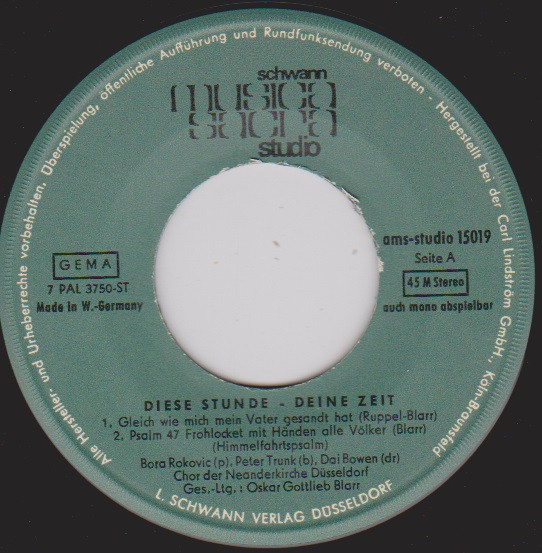 Alle Hersteller- und Urheberrechte vorbehalten. Überspielung, öffentliche Aufführung und Rundfunksendung verboten - Hergestellt bei der Carl Lindström GmbH., Köln-Braunsfeld
schwann
musica
sacra
studio
GEMA
7 PAL 3750-ST
Made in W.-Germany
ams-studio 15019
Seite A
45 M Stereo
auch mono abspielbar
DIESE STUNDE - DEINE ZEIT
1. Gleich wie mich mein Vater gesandt hat (Ruppel-Blarr)
2. Psalm 47 Frohlocket mit Händen alle Völker (Blarr)
(Himmelfahrtspsalm)
Bora Rokovic (p), Peter Trunk (b), Dai Bowen (dr)
Chor der Neanderkirche Düsseldorf
Ges.-Ltg.: Oskar Gottlieb Blarr
L. SCHWANN VERLAG DÜSSELDORF